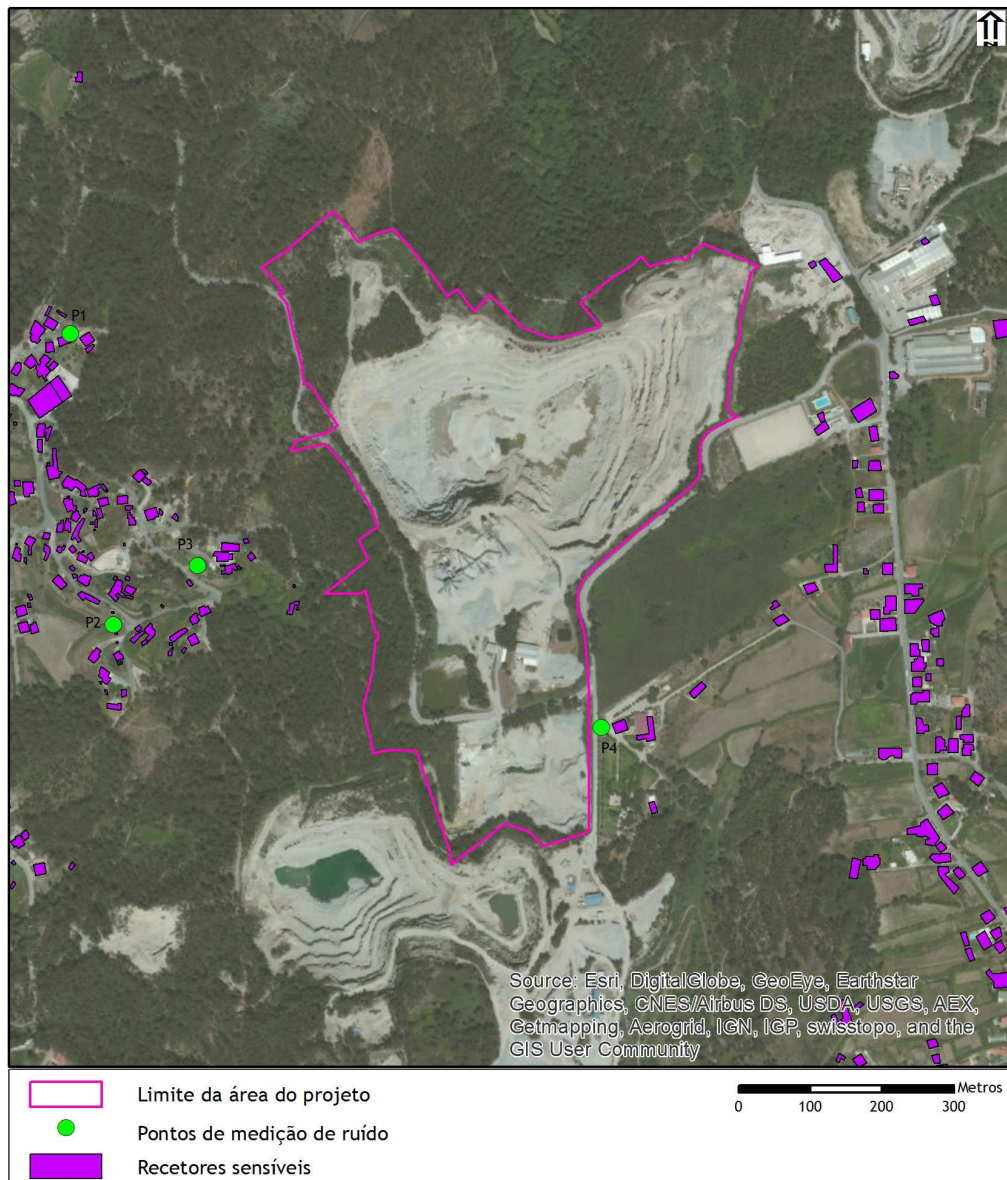 N
P1
P3
P2
P4
Source: Esri, DigitalGlobe, GeoEye, Earthstar
Geographics, CNES/Airbus DS, USDA, USGS, AEX,
Getmapping, Aerogrid, IGN, IGP, swisstopo, and the
GIS User Community
Limite da área do projeto
Pontos de medição de ruído
Recetores sensíveis
Metros
0 100 200 300